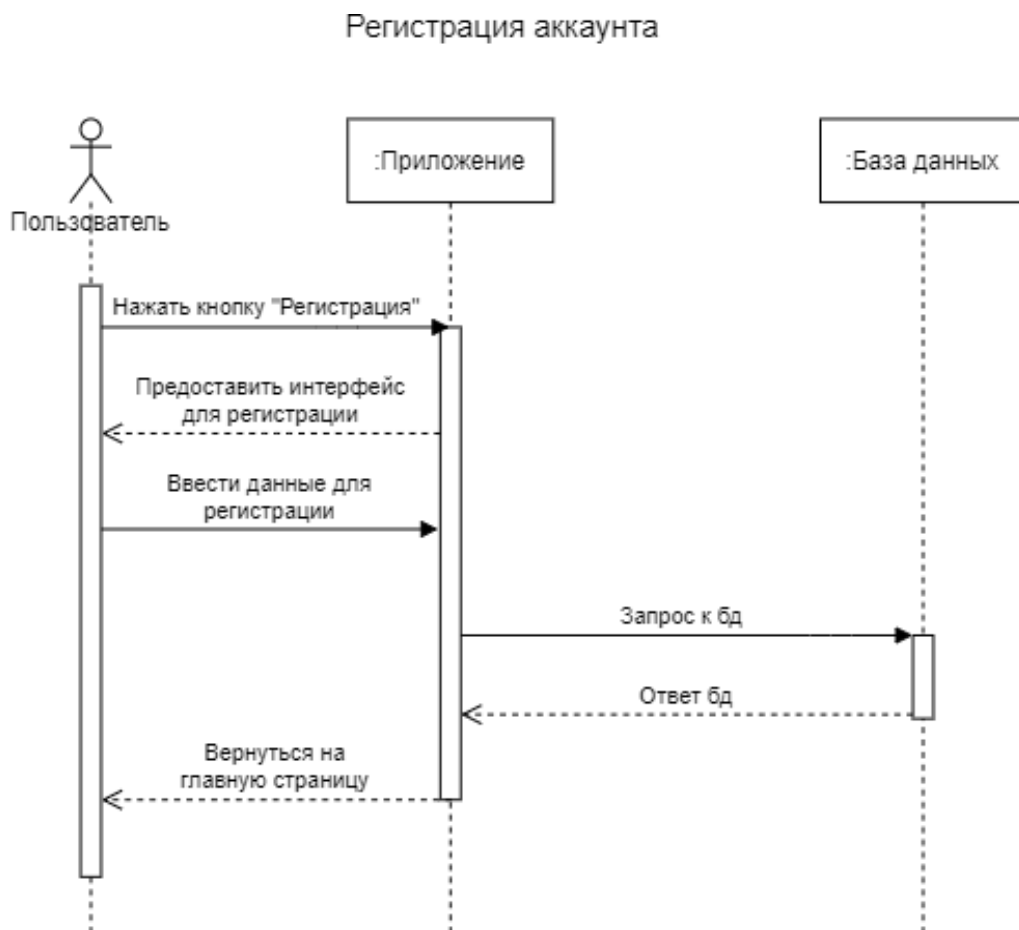 Регистрация аккаунта
:Приложение
:База данных
Пользователь
Нажать кнопку "Регистрация"
Предоставить интерфейс
для регистрации
Ввести данные для
регистрации
Запрос к бд
Ответ бд
Вернуться на
главную страницу